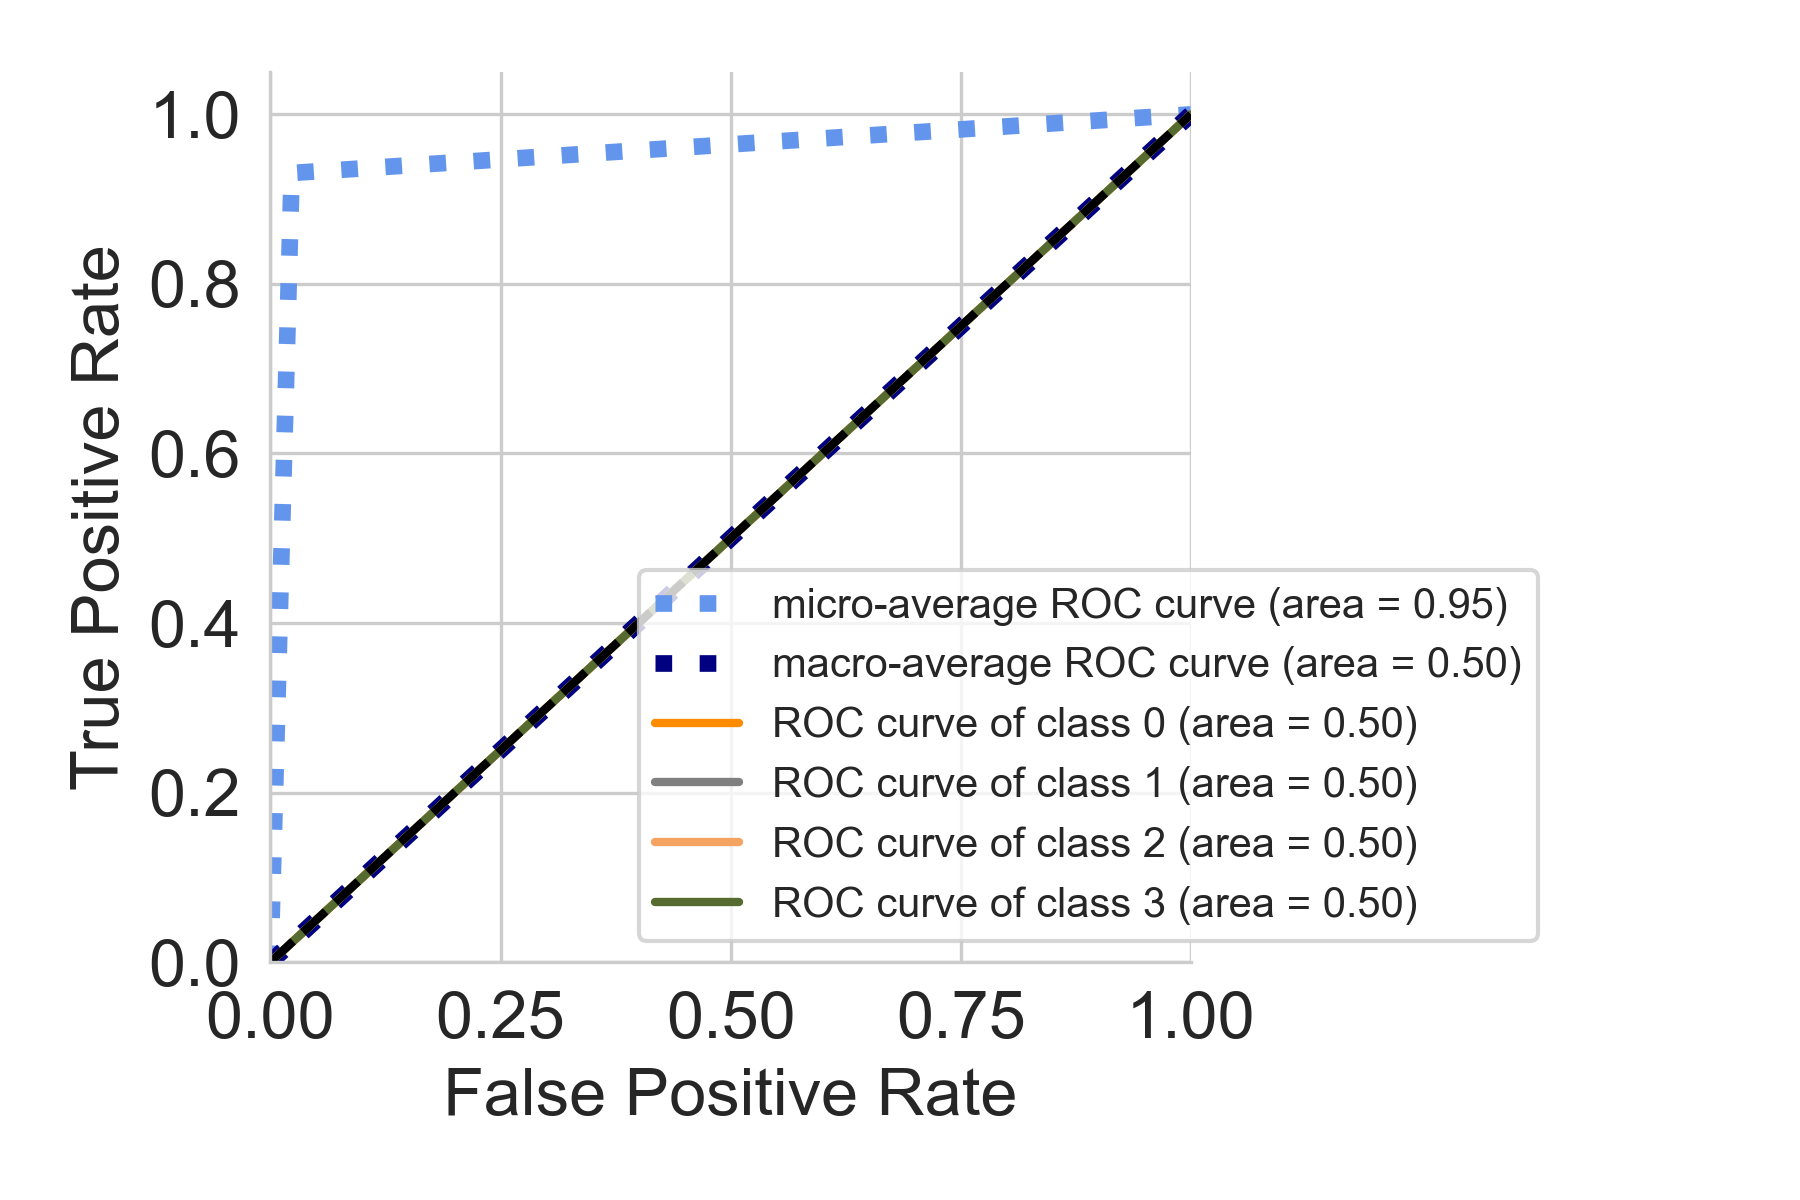 True Positive Rate
1.0
0.8
0.6
0.4
0.2
0.0
micro-average ROC curve (area = 0.95)
macro-average ROC curve (area = 0.50)
ROC curve of class 0 (area = 0.50)
ROC curve of class 1 (area = 0.50)
ROC curve of class 2 (area = 0.50)
ROC curve of class 3 (area = 0.50)
0.00 0.25 0.50 0.75 1.00
False Positive Rate